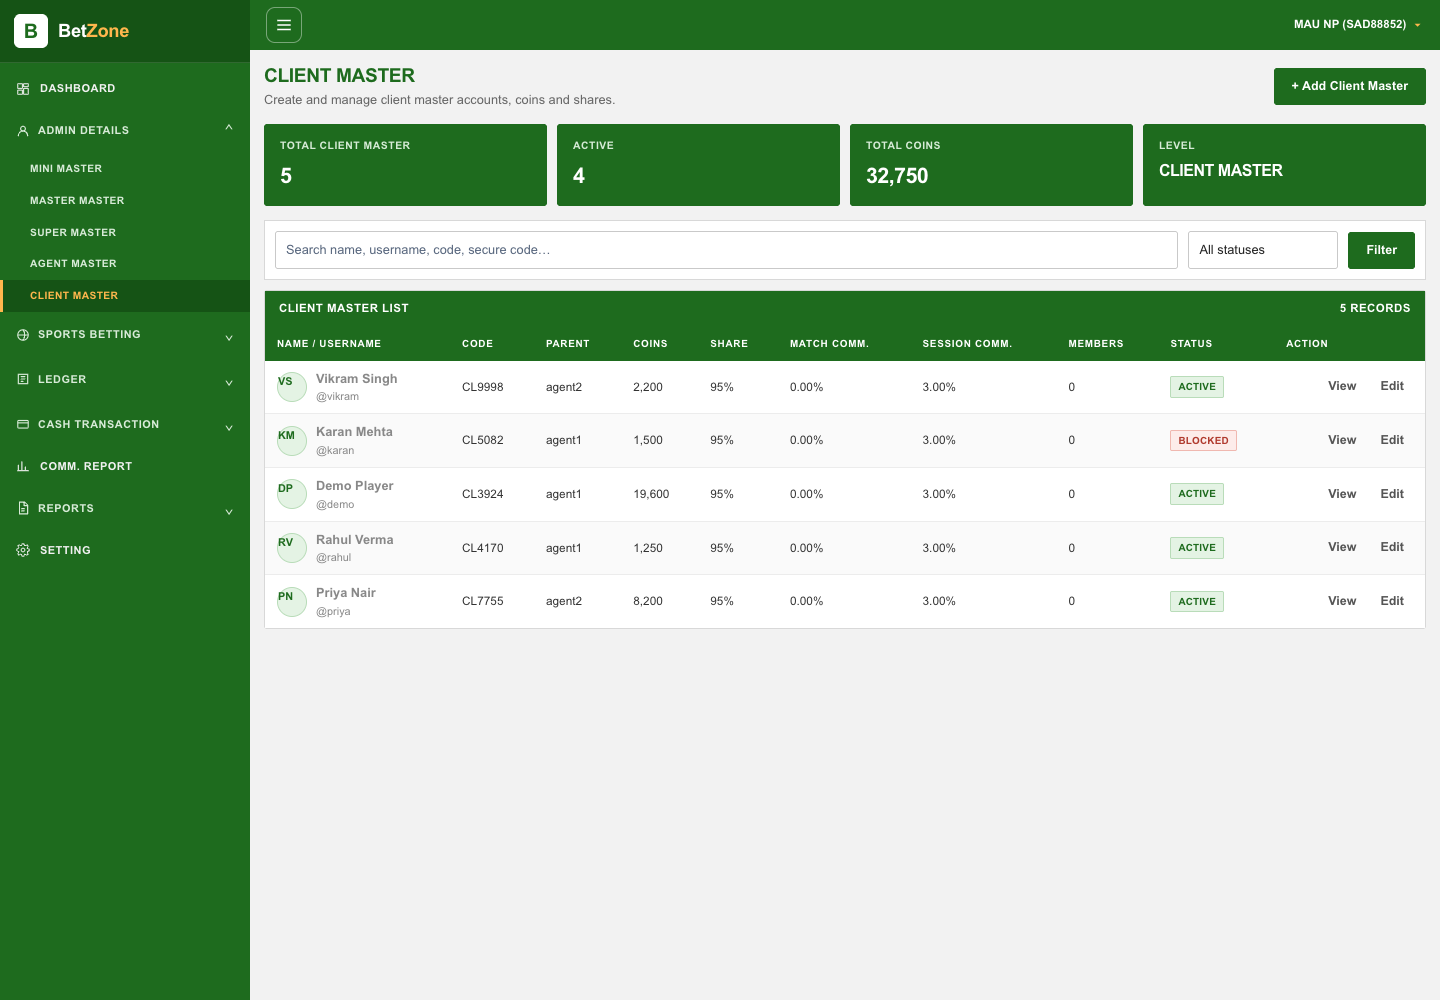 B BetZone
MAU NP (SAD88852)
DASHBOARD
ADMIN DETAILS
MINI MASTER
MASTER MASTER
SUPER MASTER
AGENT MASTER
CLIENT MASTER
SPORTS BETTING
LEDGER
CASH TRANSACTION
COMM. REPORT
REPORTS
SETTING
CLIENT MASTER
Create and manage client master accounts, coins and shares.
+ Add Client Master
TOTAL CLIENT MASTER
5
ACTIVE
4
TOTAL COINS
32,750
LEVEL
CLIENT MASTER
Search name, username, code, secure code…
All statuses
Filter
CLIENT MASTER LIST
5 RECORDS
NAME / USERNAME CODE PARENT COINS SHARE MATCH COMM. SESSION COMM. MEMBERS STATUS ACTION
VS Vikram Singh
@vikram
CL9998 agent2 2,200 95% 0.00% 3.00% 0 ACTIVE View Edit
KM Karan Mehta
@karan
CL5082 agent1 1,500 95% 0.00% 3.00% 0 BLOCKED View Edit
DP Demo Player
@demo
CL3924 agent1 19,600 95% 0.00% 3.00% 0 ACTIVE View Edit
RV Rahul Verma
@rahul
CL4170 agent1 1,250 95% 0.00% 3.00% 0 ACTIVE View Edit
PN Priya Nair
@priya
CL7755 agent2 8,200 95% 0.00% 3.00% 0 ACTIVE View Edit